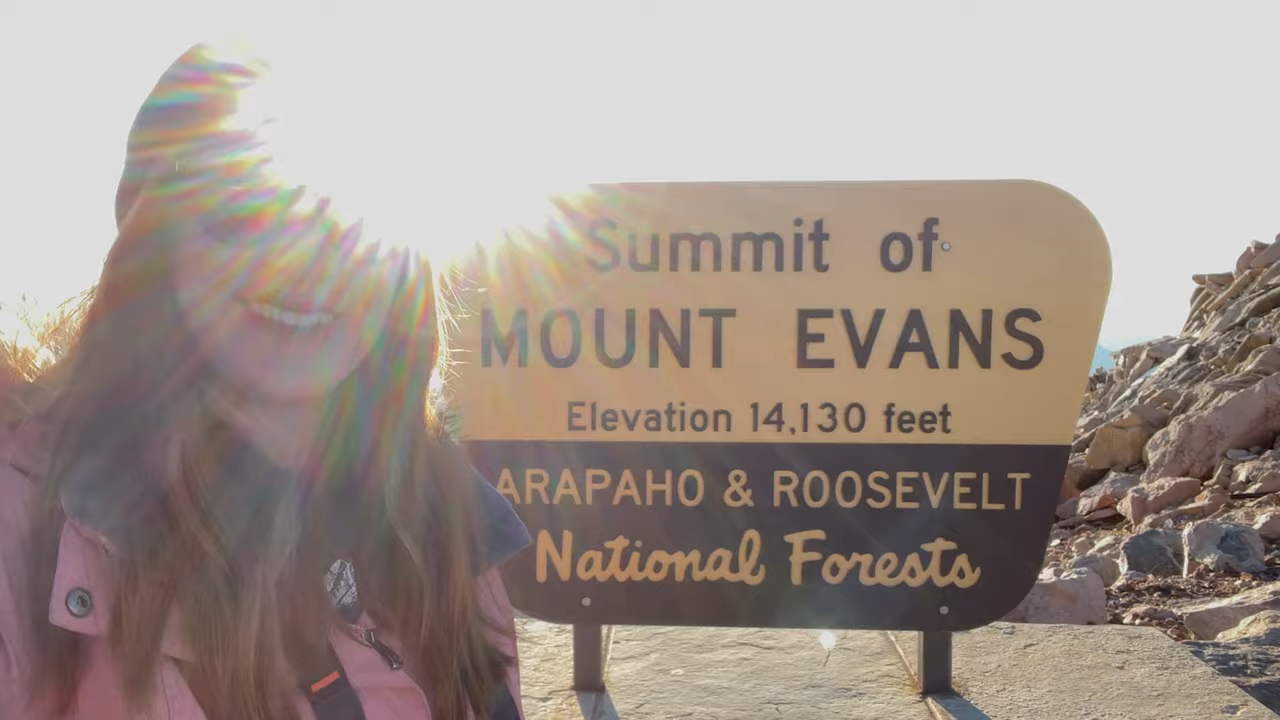 Summit of
MOUNT EVANS
Elevation 14,130 feet
ARAPAHO & ROOSEVELT
National Forests